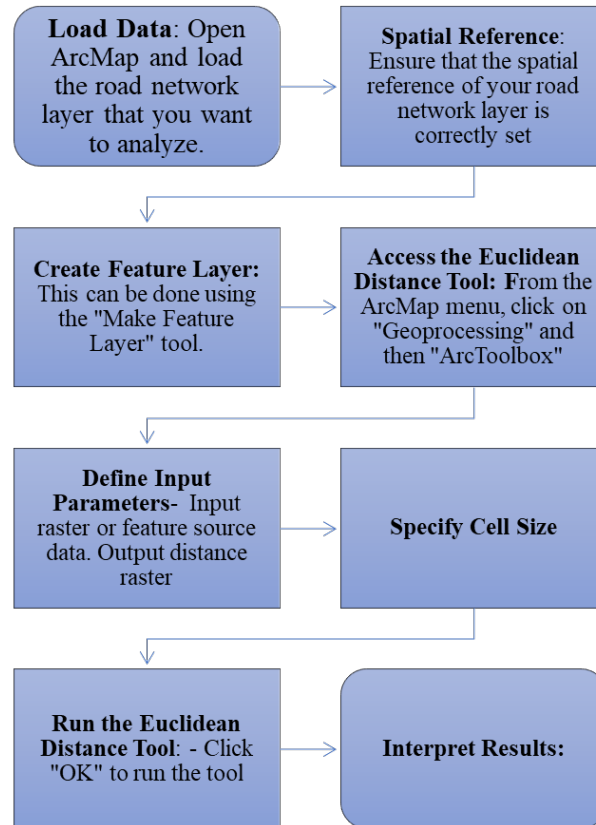 Load Data: Open
ArcMap and load
the road network
layer that you want
to analyze.
Spatial Reference:
Ensure that the spatial
reference of your road
network layer is
correctly set
Create Feature Layer:
This can be done using
the "Make Feature
Layer" tool.
Access the Euclidean
Distance Tool: From the
ArcMap menu, click on
"Geoprocessing" and
then "ArcToolbox"
Define Input
Parameters- Input
raster or feature source
data. Output distance
raster
Specify Cell Size
Run the Euclidean
Distance Tool: - Click
"OK" to run the tool
Interpret Results: